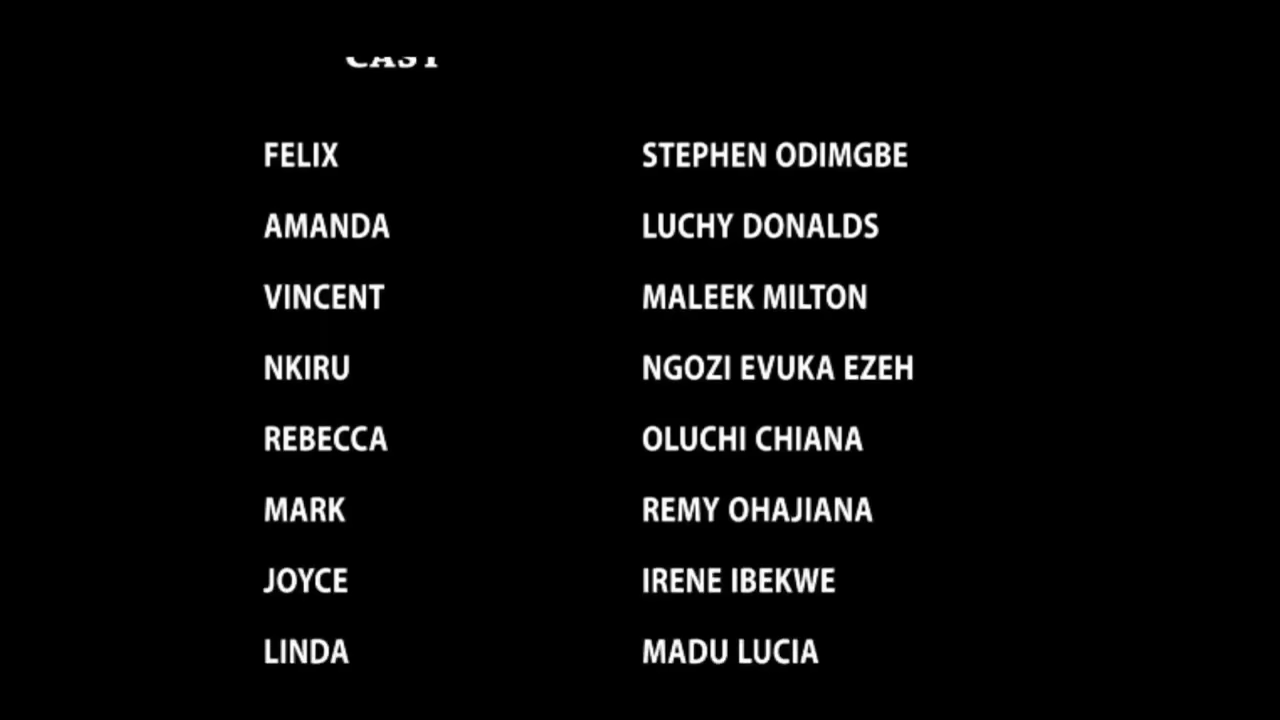 CAST
FELIX STEPHEN ODIMGBE
AMANDA LUCHY DONALDS
VINCENT MALEEK MILTON
NKIRU NGOZI EVUKA EZEH
REBECCA OLUCHI CHIANA
MARK REMY OHAJIANA
JOYCE IRENE IBEKWE
LINDA MADU LUCIA